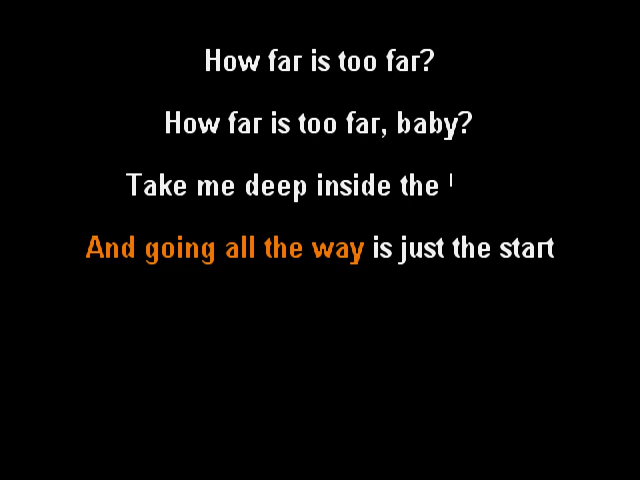 How far is too far?
How far is too far, baby?
Take me deep inside the
And going all the way is just the start